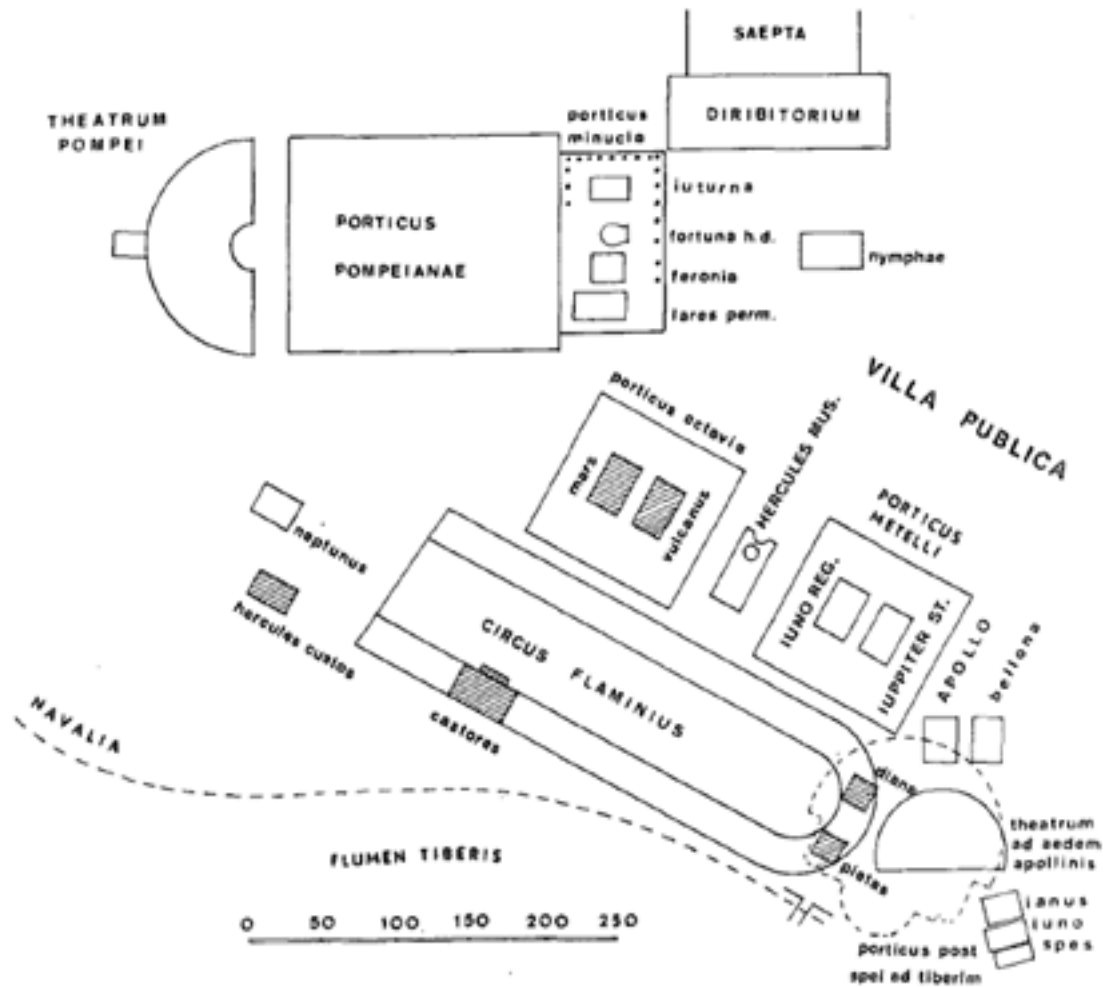 SAEPTA
DIRIBITORIUM
THEATRUM
POMPEI
porticus
minucia
iuturna
fortuna h.d.
feronia
lares perm.
nymphae
PORTICUS
POMPEIANAE
VILLA PUBLICA
porticus octavia
mars
vulcanus
HERCULES MUS.
PORTICUS
METELLI
IUNO REG.
IUPPITER ST.
APOLLO
bellona
neptunus
hercules custos
CIRCUS FLAMINIUS
castores
NAVALIA
diana
pietas
theatrum
ad aedem
apollinis
FLUMEN TIBERIS
0 50 100 150 200 250
ianus
iuno
spes
porticus post
spei ad tiberim